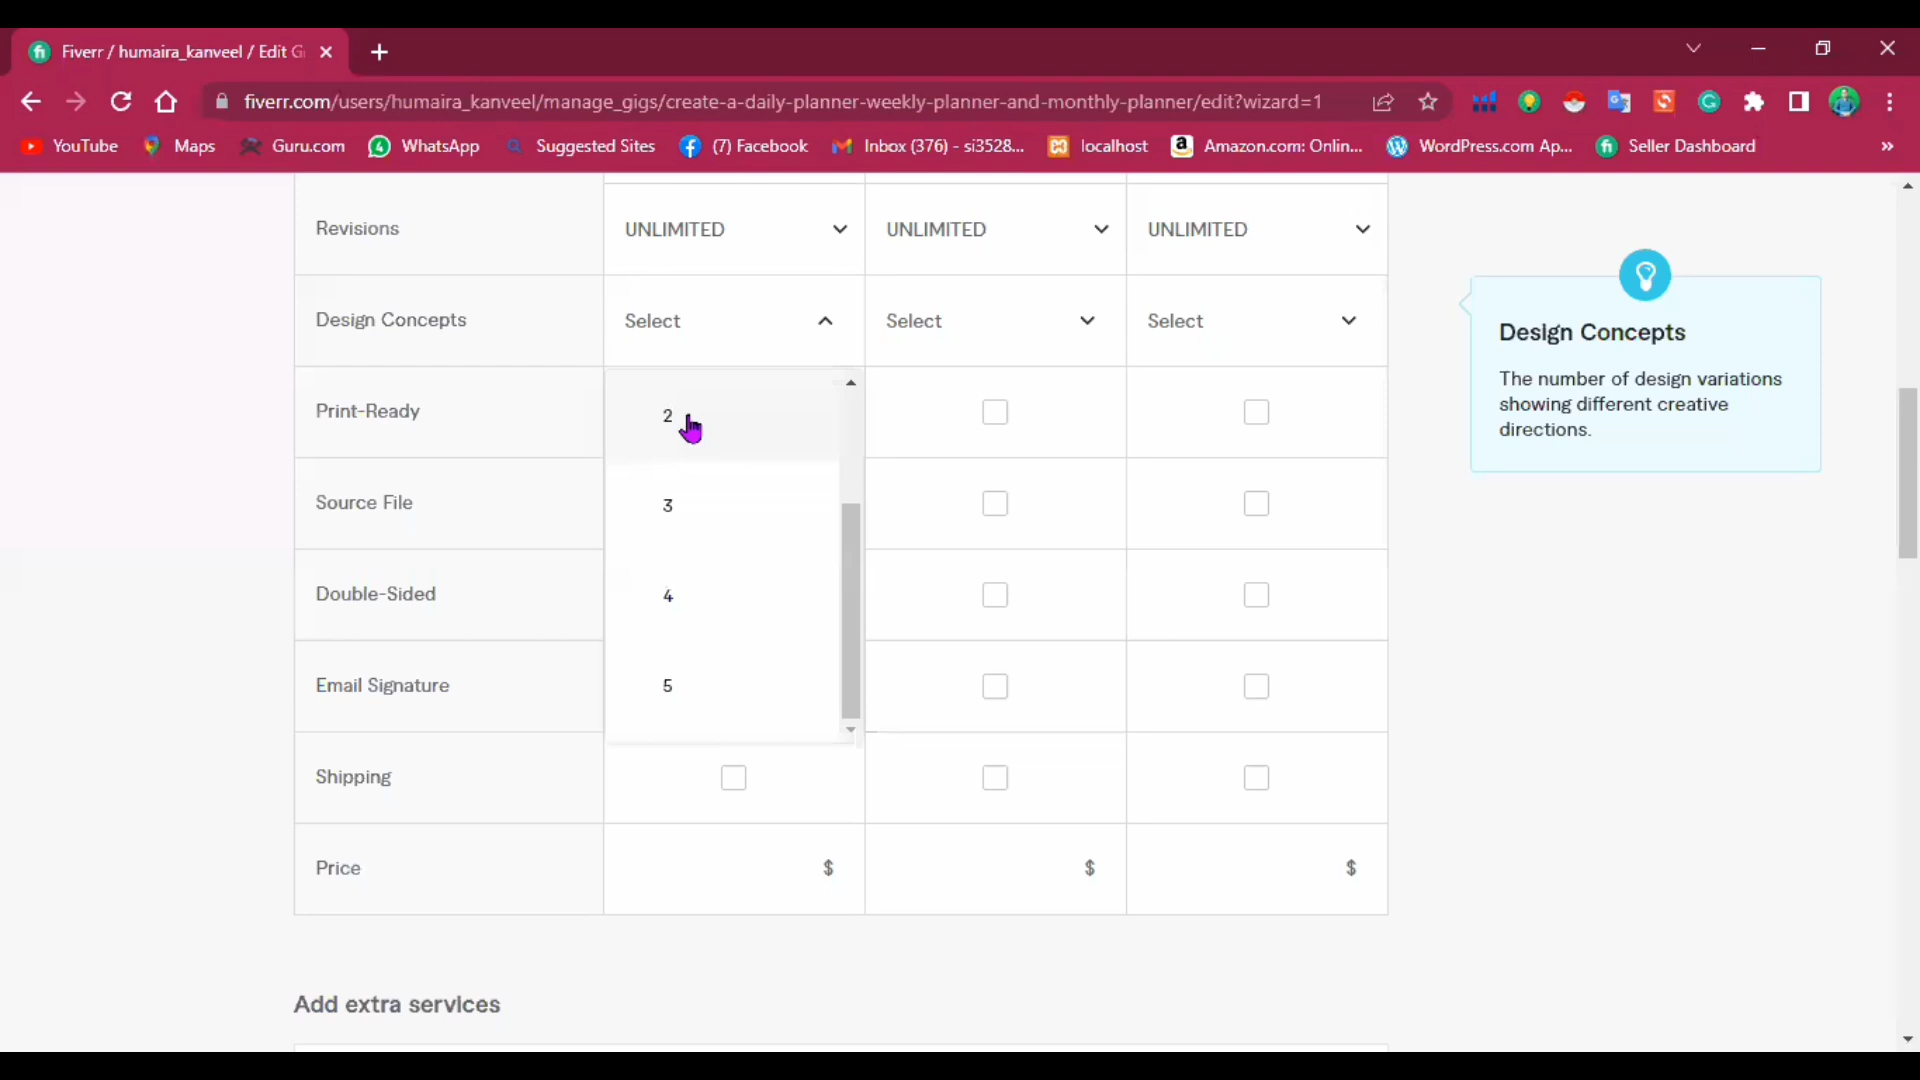 Fiverr / humaira_kanveel / Edit G
fiverr.com/users/humaira_kanveel/manage_gigs/create-a-daily-planner-weekly-planner-and-monthly-planner/edit?wizard=1
YouTube Maps Guru.com WhatsApp Suggested Sites (7) Facebook Inbox (376) - si3528... localhost Amazon.com: Onlin... WordPress.com Ap... Seller Dashboard »
Revisions UNLIMITED UNLIMITED UNLIMITED
Design Concepts Select Select Select
Print-Ready 2
Source File 3
Double-Sided 4
Email Signature 5
Shipping
Price $ $ $
Add extra services
Design Concepts
The number of design variations
showing different creative
directions.